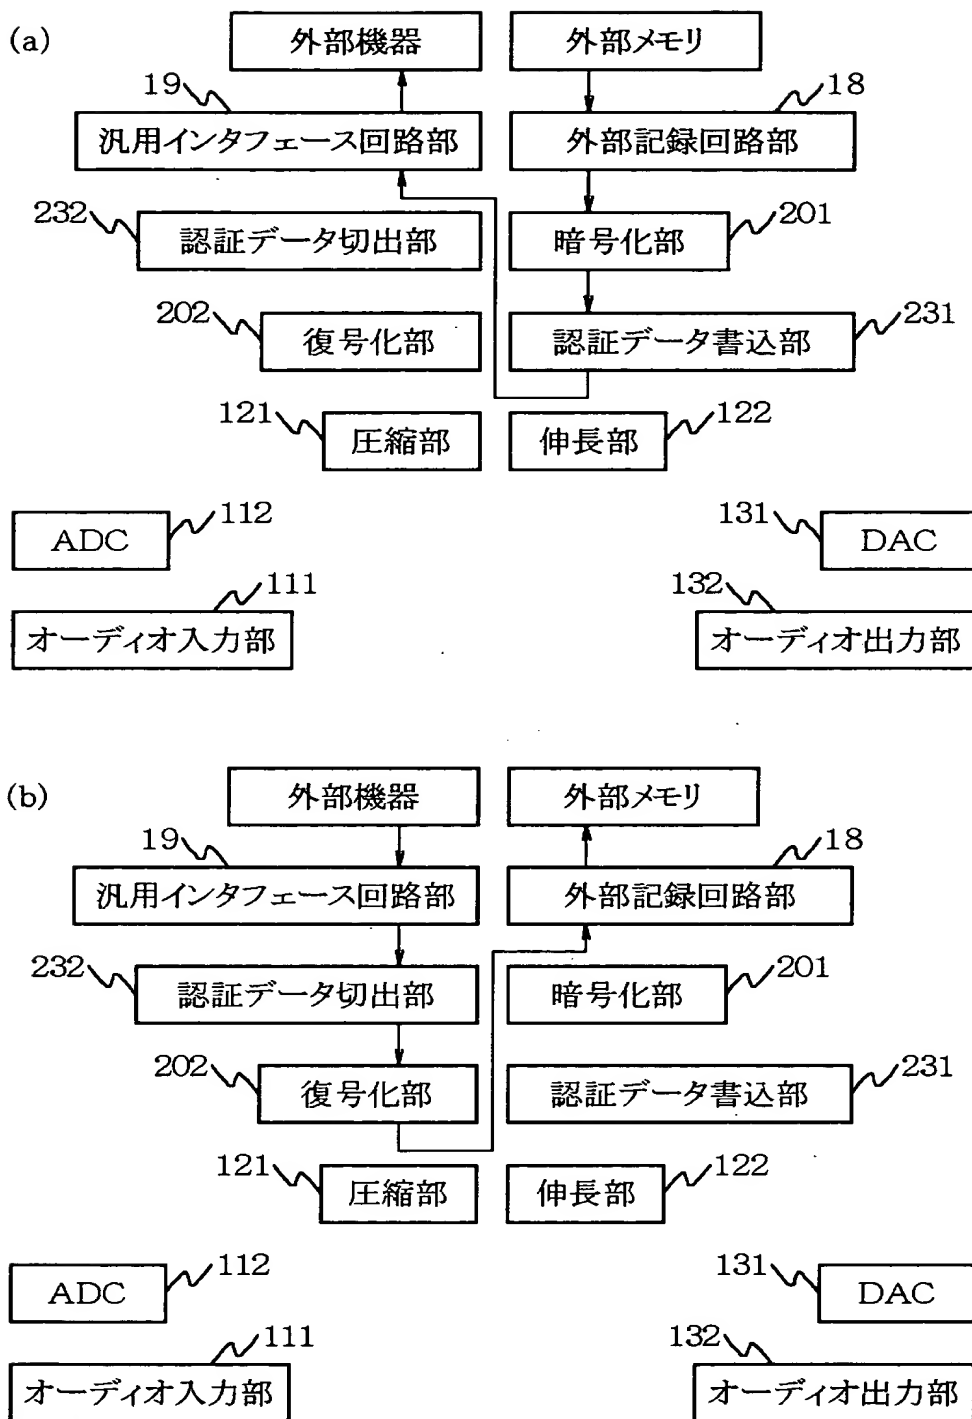 (a)
外部機器 外部メモリ
19 18
汎用インタフェース回路部 外部記録回路部
232 201
認証データ切出部 暗号化部
202 231
復号化部 認証データ書込部
121 122
圧縮部 伸長部
112 131
ADC DAC
111 132
オーディオ入力部 オーディオ出力部
(b)
外部機器 外部メモリ
19 18
汎用インタフェース回路部 外部記録回路部
232 201
認証データ切出部 暗号化部
202 231
復号化部 認証データ書込部
121 122
圧縮部 伸長部
112 131
ADC DAC
111 132
オーディオ入力部 オーディオ出力部